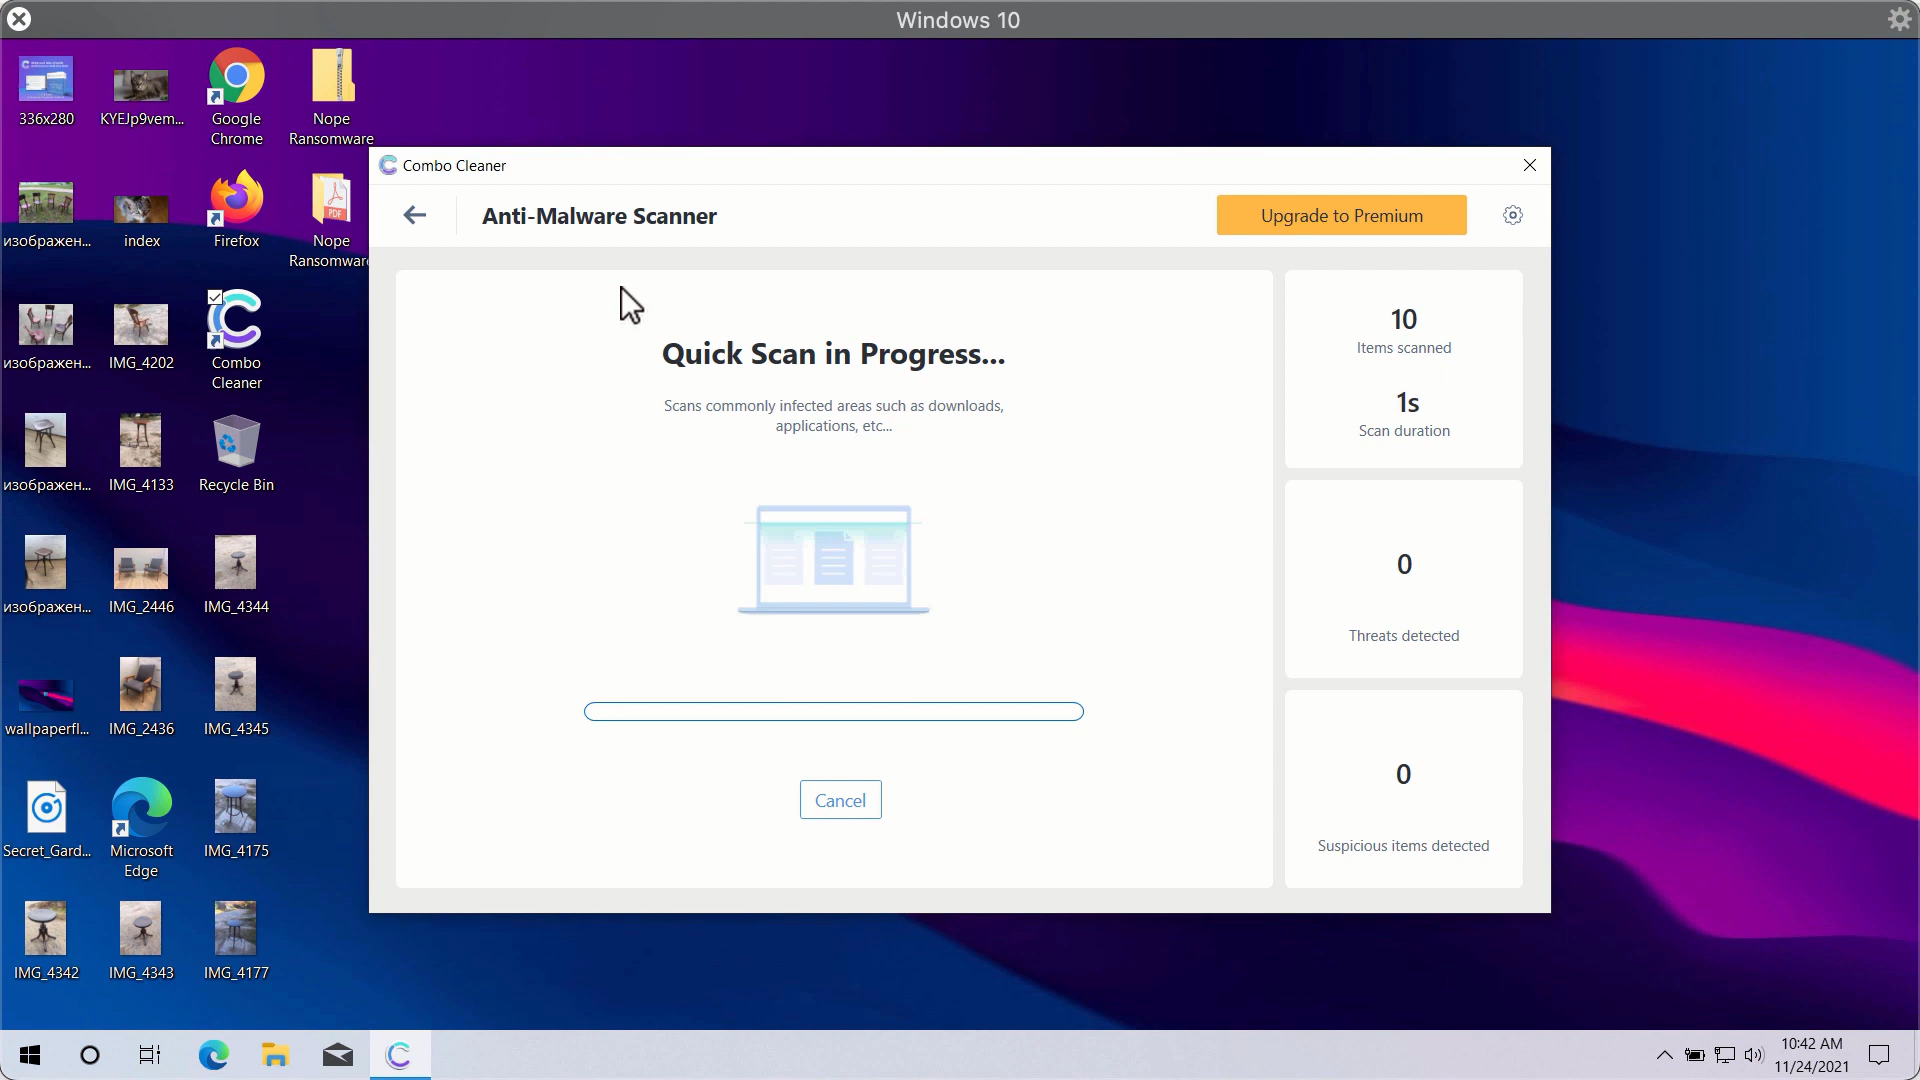 Windows 10
336x280
KYEJp9vem...
Google
Chrome
Nope
Ransomware
изображен...
index
Firefox
PDF
Nope
Ransomware
изображен...
IMG_4202
Combo
Cleaner
изображен...
IMG_4133
Recycle Bin
изображен...
IMG_2446
IMG_4344
wallpaperfl...
IMG_2436
IMG_4345
Secret_Gard...
Microsoft
Edge
IMG_4175
IMG_4342
IMG_4343
IMG_4177
Combo Cleaner
Anti-Malware Scanner
Upgrade to Premium
Quick Scan in Progress...
Scans commonly infected areas such as downloads,
applications, etc...
Cancel
10
Items scanned
1s
Scan duration
0
Threats detected
0
Suspicious items detected
10:42 AM
11/24/2021